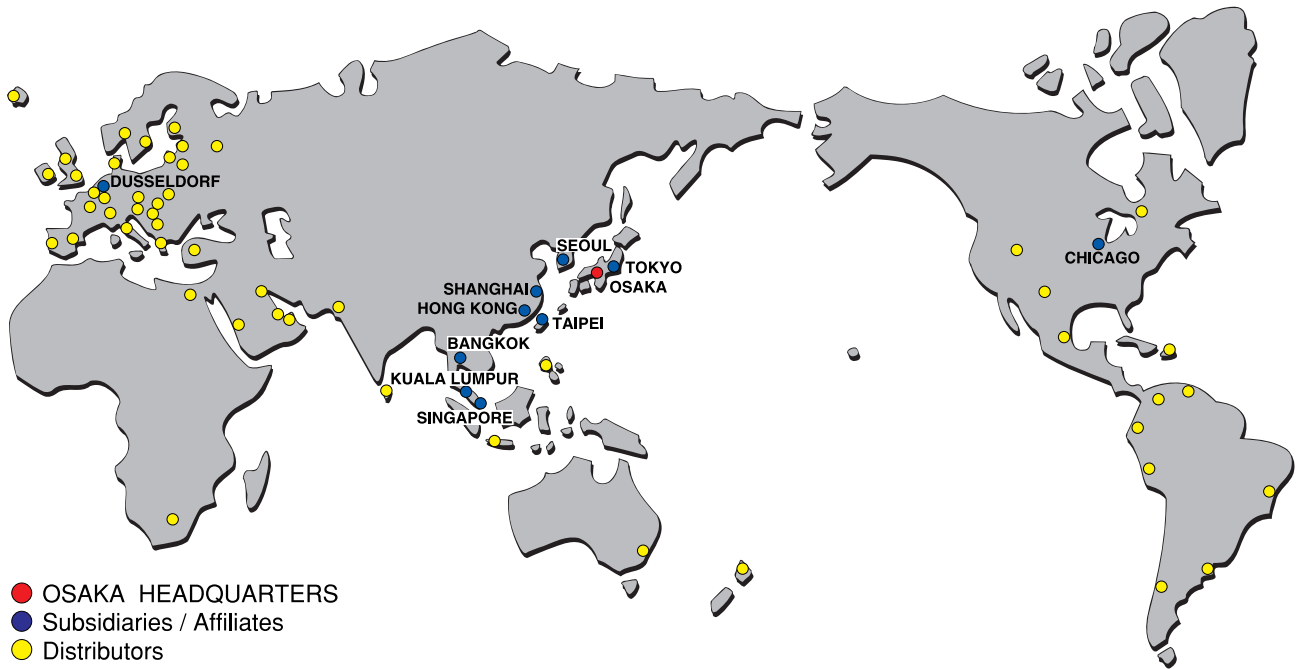 DUSSELDORF
SEOUL
CHICAGO
TOKYO
OSAKA
SHANGHAI
HONG KONG
TAIPEI
BANGKOK
KUALA LUMPUR
SINGAPORE
OSAKA HEADQUARTERS
Subsidiaries / Affiliates
Distributors